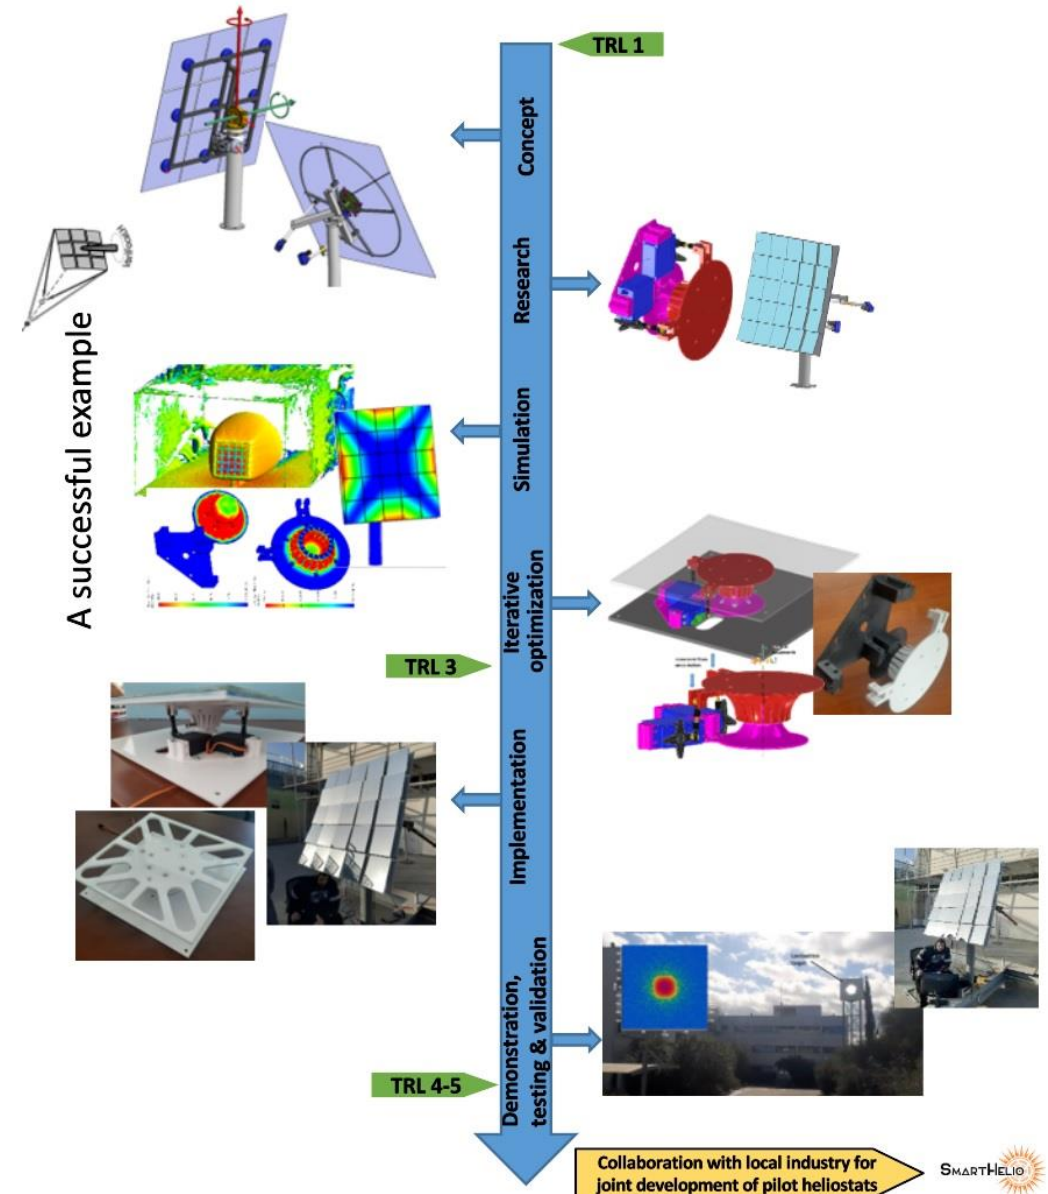 TRL 1
Concept
Research
A successful example
Simulation
Iterative
optimization
TRL 3
Implementation
Demonstration,
testing & validation
TRL 4-5
Collaboration with local industry for
joint development of pilot heliostats
SMARTHELIO